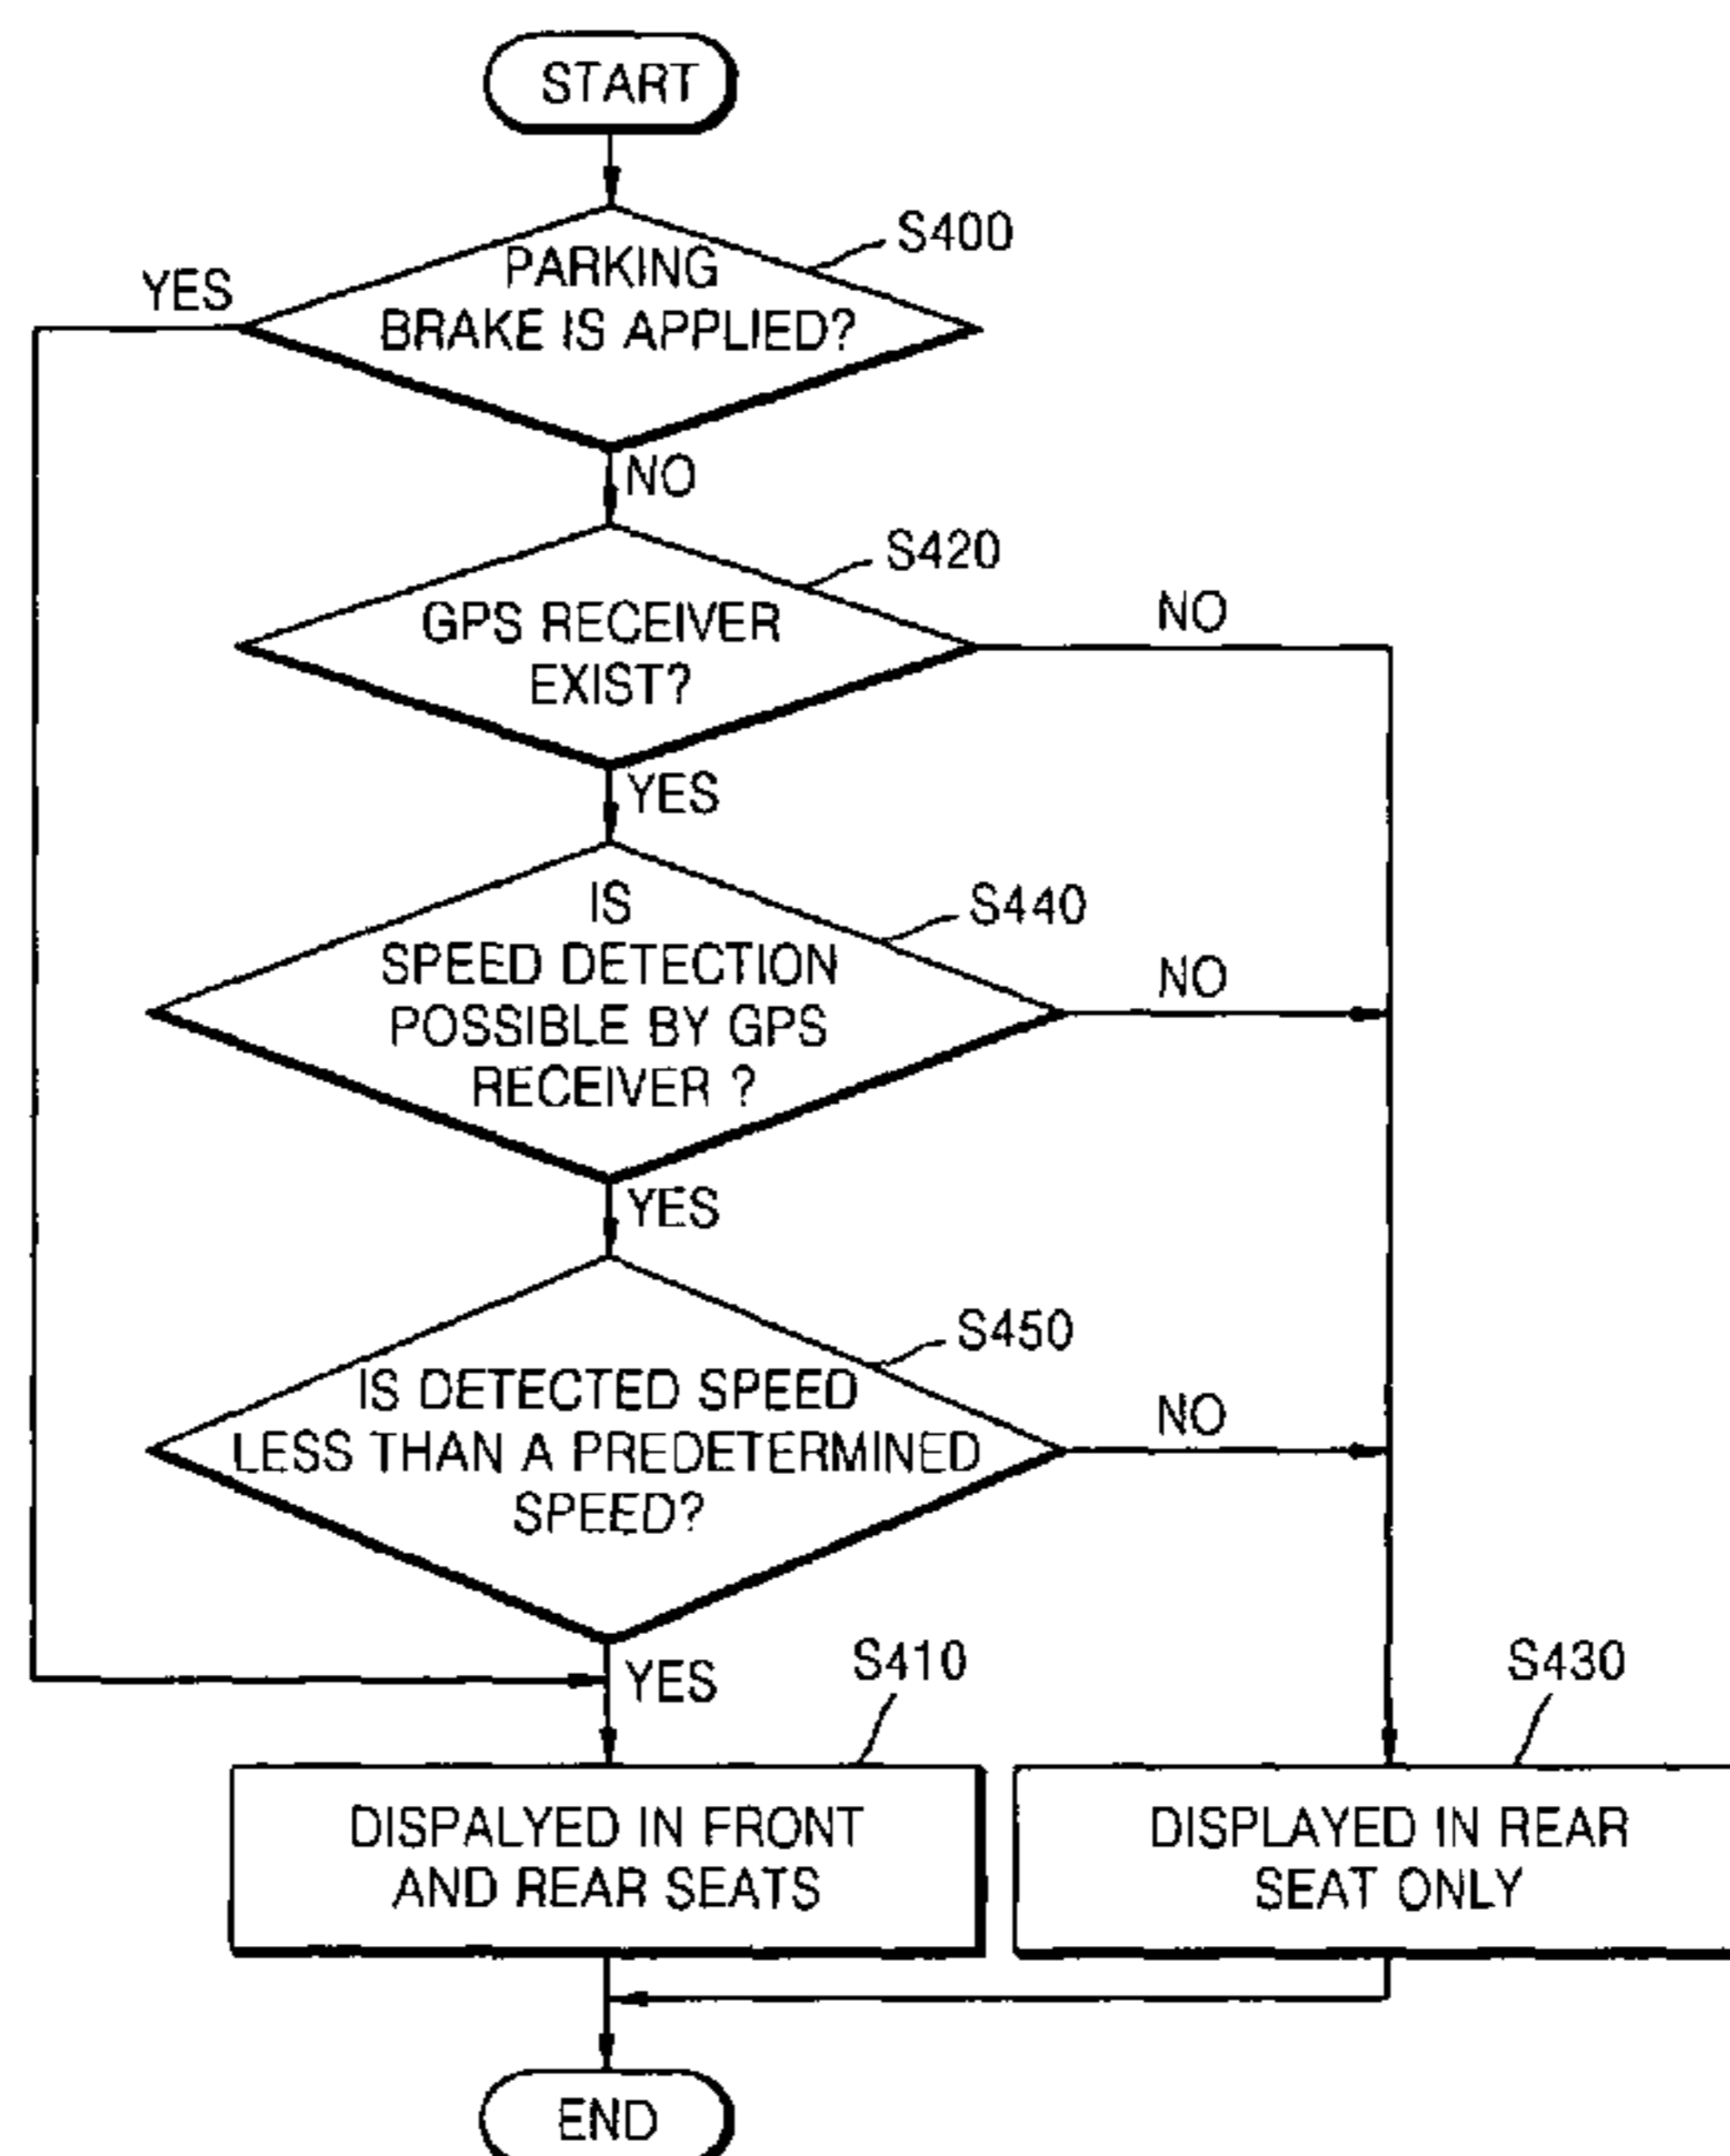 START
S400
PARKING
BRAKE IS APPLIED?
YES
NO
S420
GPS RECEIVER
EXIST?
NO
YES
S440
IS
SPEED DETECTION
POSSIBLE BY GPS
RECEIVER ?
NO
YES
S450
IS DETECTED SPEED
LESS THAN A PREDETERMINED
SPEED?
NO
YES
S410
S430
DISPALYED IN FRONT
AND REAR SEATS
DISPLAYED IN REAR
SEAT ONLY
END